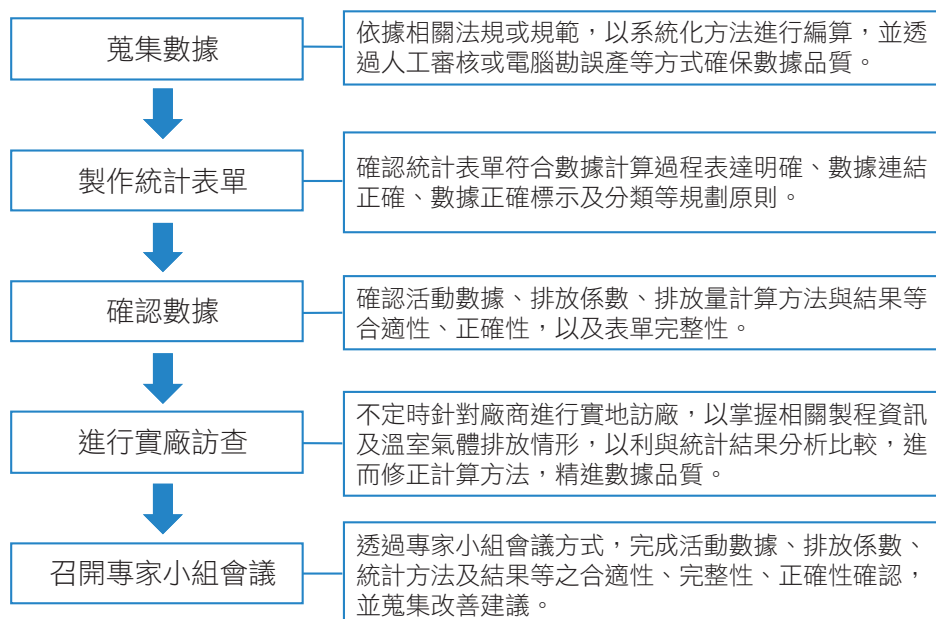 蒐集數據
依據相關法規或規範，以系統化方法進行編算，並透
過人工審核或電腦勘誤產等方式確保數據品質。
製作統計表單
確認統計表單符合數據計算過程表達明確、數據連結
正確、數據正確標示及分類等規劃原則。
確認數據
確認活動數據、排放係數、排放量計算方法與結果等
合適性、正確性，以及表單完整性。
進行實廠訪查
不定時針對廠商進行實地訪廠，以掌握相關製程資訊
及溫室氣體排放情形，以利與統計結果分析比較，進
而修正計算方法，精進數據品質。
召開專家小組會議
透過專家小組會議方式，完成活動數據、排放係數、
統計方法及結果等之合適性、完整性、正確性確認，
並蒐集改善建議。